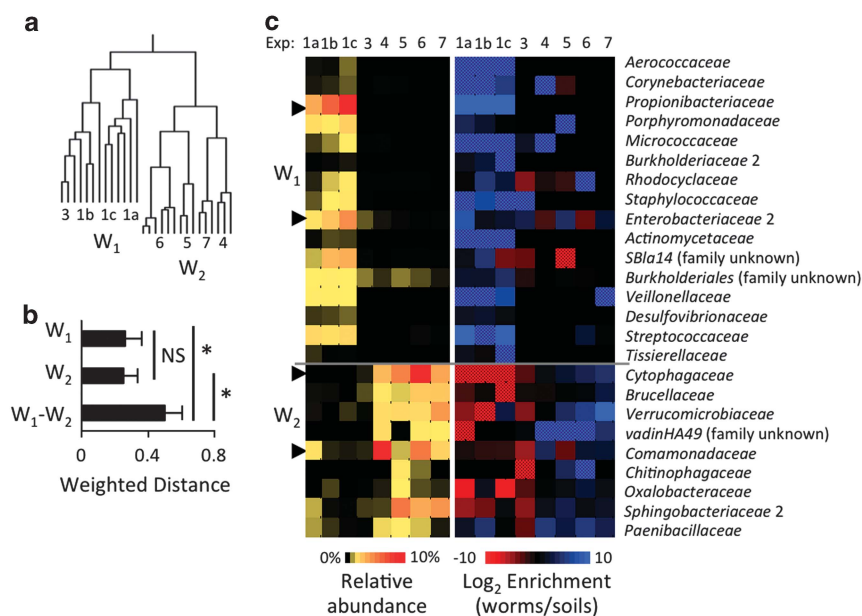 a
3 1b 1c 1a
W1
6 5 7 4
W2
b
W1
W2
W1-W2
NS
*
*
0 0.4 0.8
Weighted Distance
c
Exp: 1a 1b 1c 3 4 5 6 7 1a 1b 1c 3 4 5 6 7
W1
W2
Aerococcaceae
Corynebacteriaceae
Propionibacteriaceae
Porphyromonadaceae
Micrococcaceae
Burkholderiaceae 2
Rhodocyclaceae
Staphylococcaceae
Enterobacteriaceae 2
Actinomycetaceae
SBla14 (family unknown)
Burkholderiales (family unknown)
Veillonellaceae
Desulfovibrionaceae
Streptococcaceae
Tissierellaceae
Cytophagaceae
Brucellaceae
Verrucomicrobiaceae
vadinHA49 (family unknown)
Comamonadaceae
Chitinophagaceae
Oxalobacteraceae
Sphingobacteriaceae 2
Paenibacillaceae
0% 10%
Relative
abundance
-10 10
Log2 Enrichment
(worms/soils)